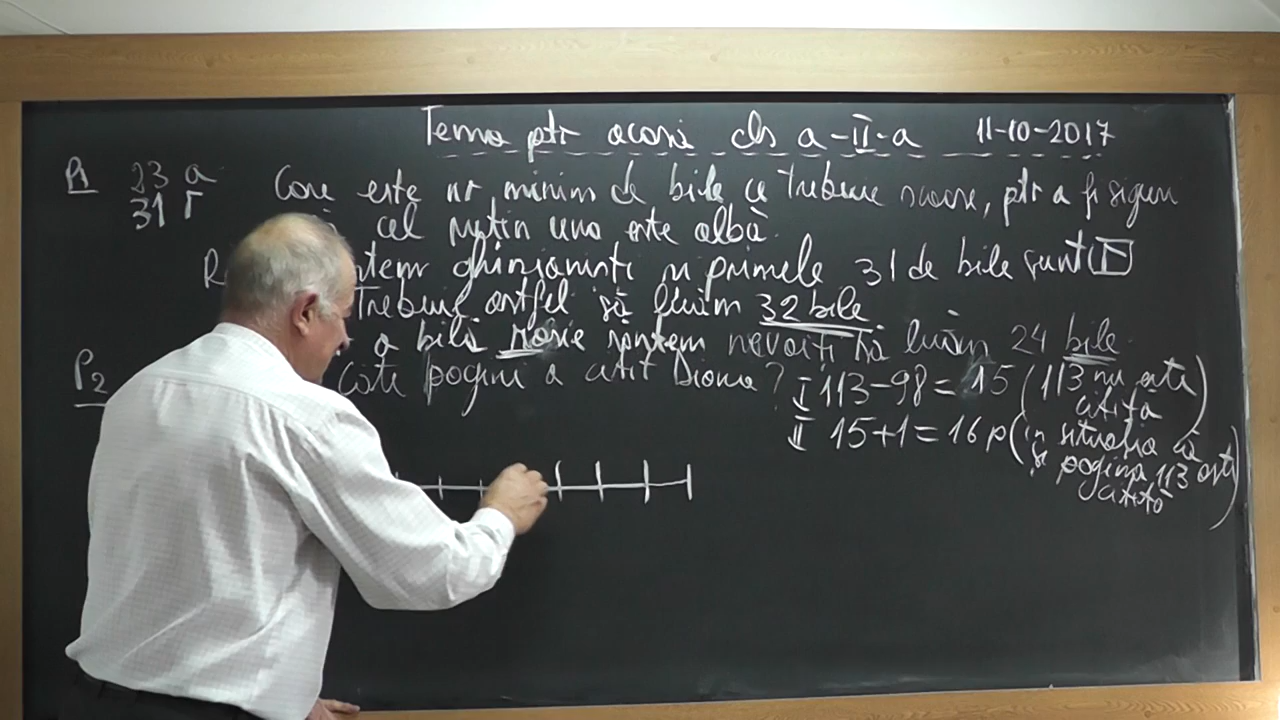 Tema ptr acasă cls a-II-a 11-10-2017
P1 23 a Care este nr minim de bile ce trebuie scoase, ptr a fi siguri
31 r cel puțin una este albă.
R ntem ghinioniști și primele 31 de bile sunt r
Trebuie astfel să luăm 32 bile.
a bilă roșie sîntem nevoiți să luăm 24 bile
P2 Câte pagini a citit Diana? I 113-98=15 (113 nu este citită)
II 15+1=16 p (în situația că și pagina 113 este citită)